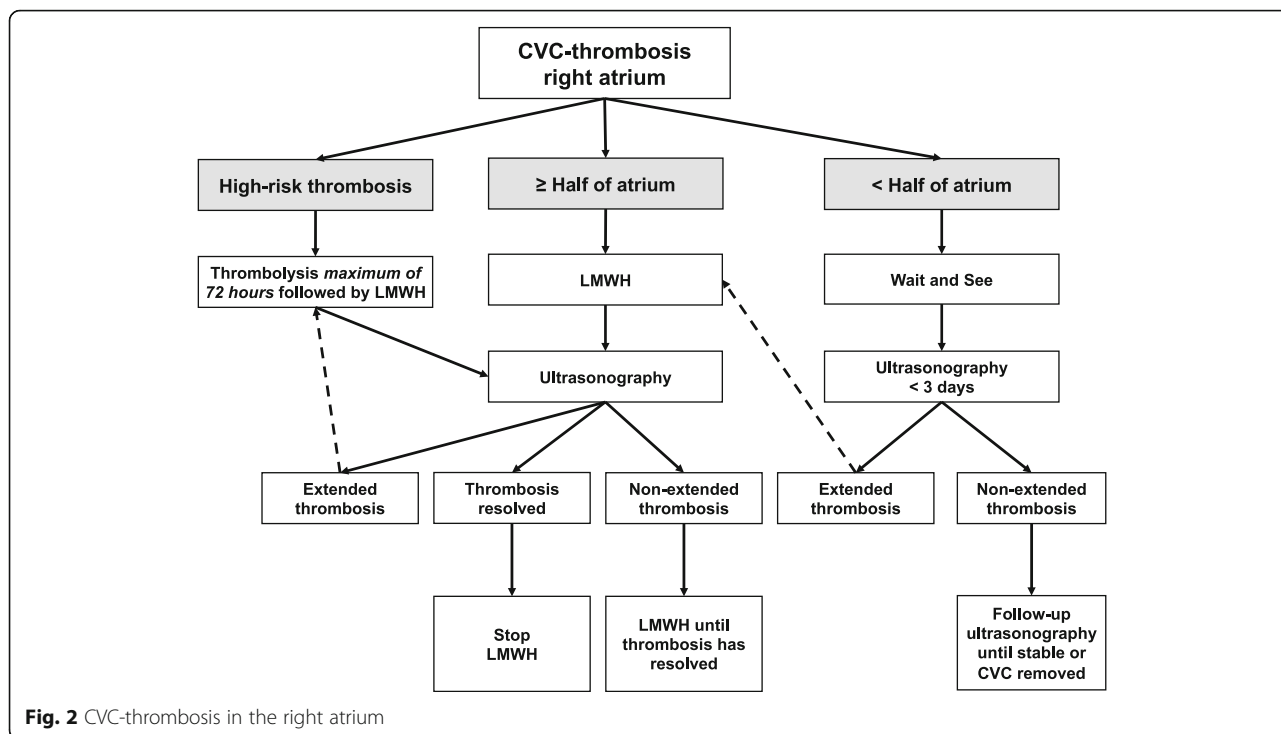 CVC-thrombosis
right atrium
High-risk thrombosis
≥ Half of atrium
< Half of atrium
Thrombolysis maximum of
72 hours followed by LMWH
LMWH
Wait and See
Ultrasonography
Ultrasonography
< 3 days
Extended
thrombosis
Thrombosis
resolved
Non-extended
thrombosis
Extended
thrombosis
Non-extended
thrombosis
Stop
LMWH
LMWH until
thrombosis has
resolved
Follow-up
ultrasonography
until stable or
CVC removed
Fig. 2 CVC-thrombosis in the right atrium